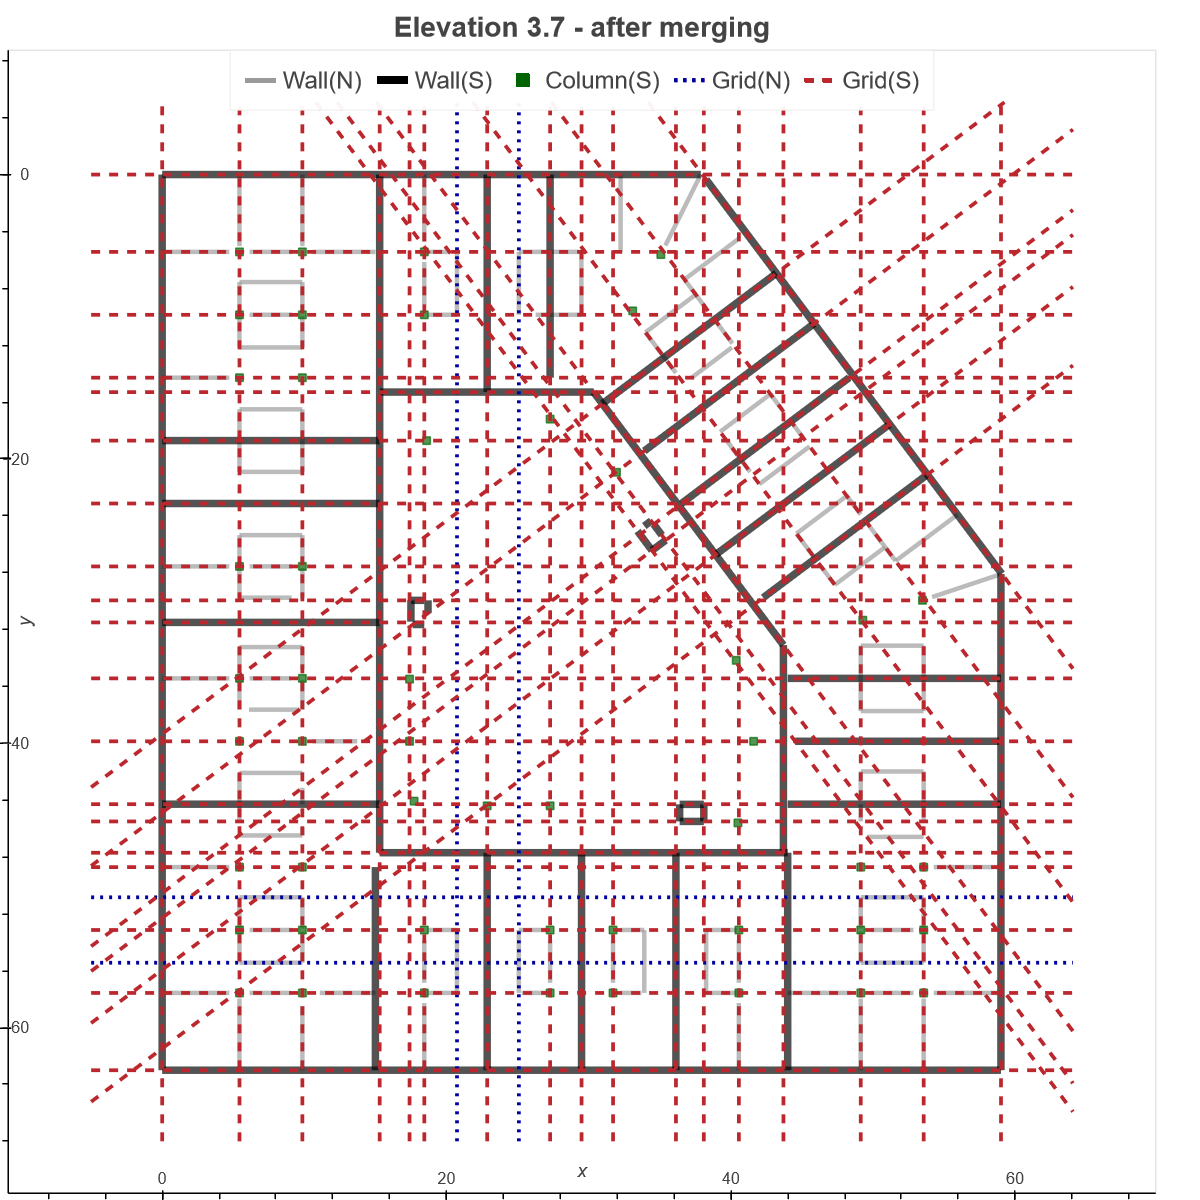 Elevation 3.7 - after merging
Wall(N) Wall(S) Column(S) Grid(N) Grid(S)
0
20
40
60
y
0 20 40 60
x